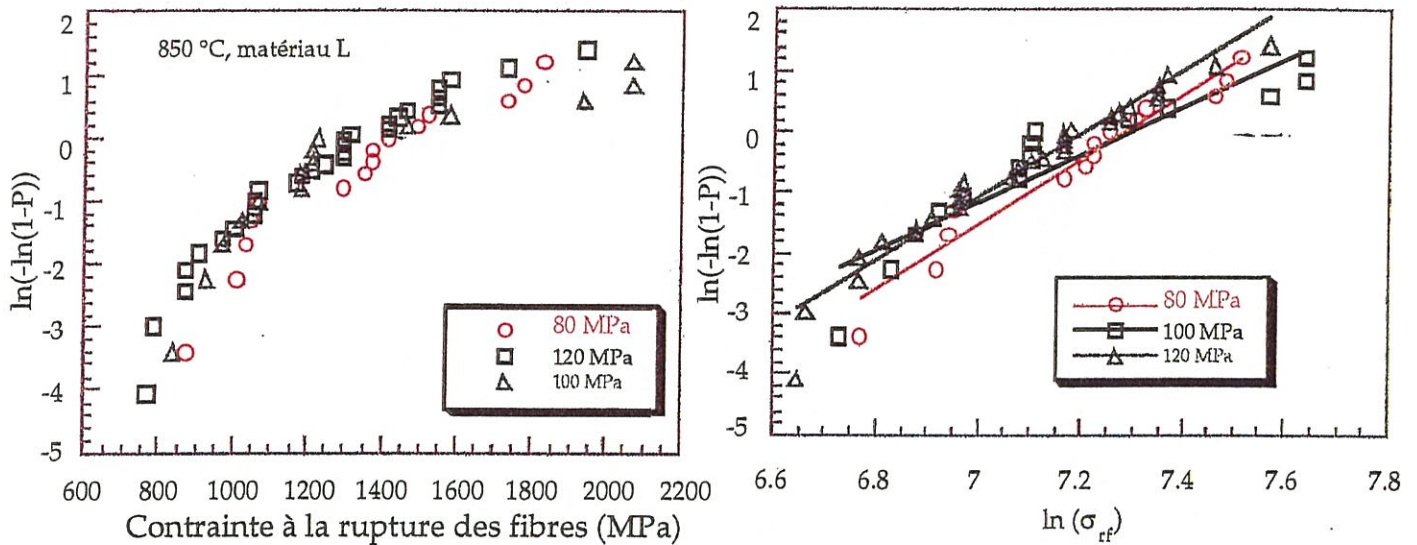 850 °C, matériau L
ln(-ln(1-P))
2
1
0
-1
-2
-3
-4
-5
80 MPa
120 MPa
100 MPa
600 800 1000 1200 1400 1600 1800 2000 2200
Contrainte à la rupture des fibres (MPa)
ln(-ln(1-P))
2
1
0
-1
-2
-3
-4
-5
80 MPa
100 MPa
120 MPa
6.6 6.8 7 7.2 7.4 7.6 7.8
ln (σrf)